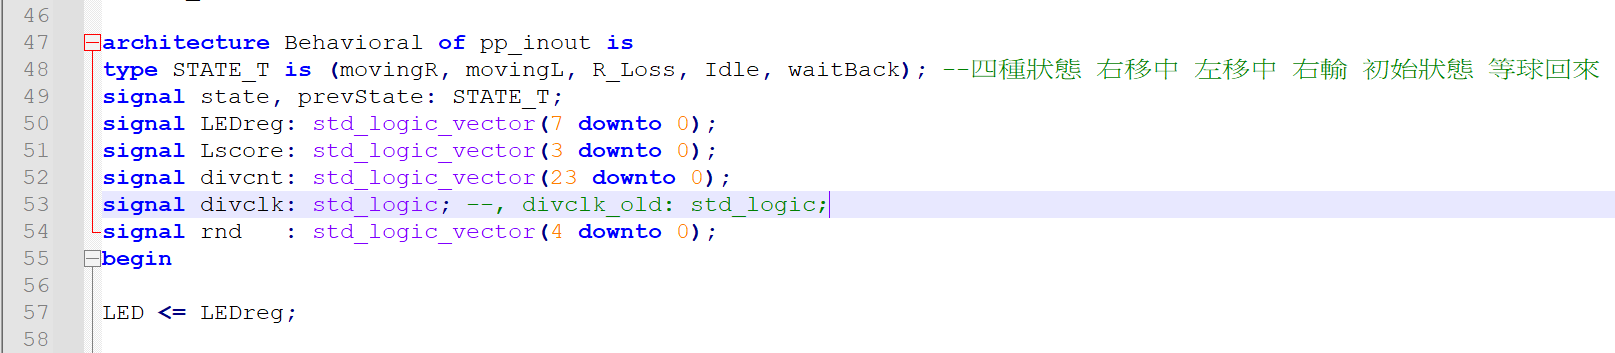 46
47 architecture Behavioral of pp_inout is
48 type STATE_T is (movingR, movingL, R_Loss, Idle, waitBack); --四種狀態 右移中 左移中 右輸 初始狀態 等球回來
49 signal state, prevState: STATE_T;
50 signal LEDreg: std_logic_vector(7 downto 0);
51 signal Lscore: std_logic_vector(3 downto 0);
52 signal divcnt: std_logic_vector(23 downto 0);
53 signal divclk: std_logic; --, divclk_old: std_logic;
54 signal rnd   : std_logic_vector(4 downto 0);
55 begin
56
57 LED <= LEDreg;
58